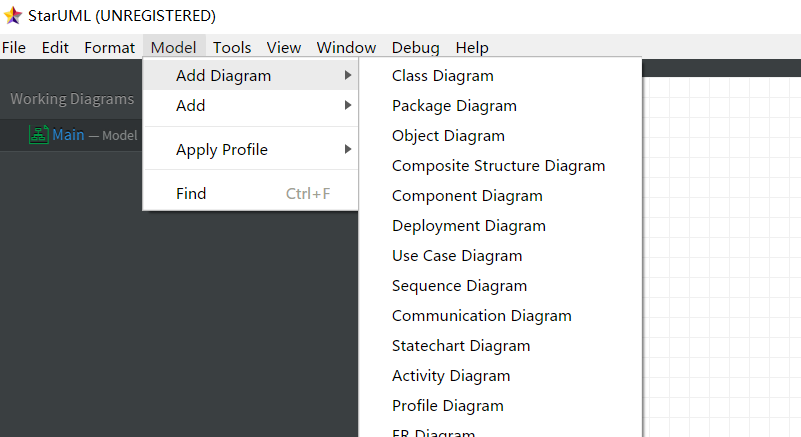 StarUML (UNREGISTERED)
File Edit Format Model Tools View Window Debug Help
Working Diagrams
Main — Model
Add Diagram
Add
Apply Profile
Find Ctrl+F
Class Diagram
Package Diagram
Object Diagram
Composite Structure Diagram
Component Diagram
Deployment Diagram
Use Case Diagram
Sequence Diagram
Communication Diagram
Statechart Diagram
Activity Diagram
Profile Diagram
ER Diagram